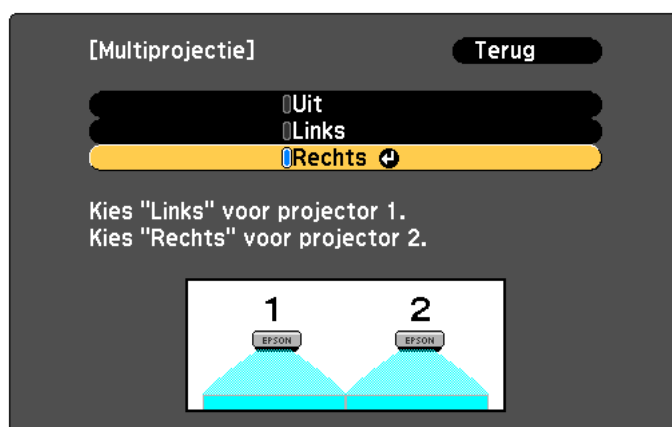 [Multiprojectie] Terug
Uit
Links
Rechts
Kies "Links" voor projector 1.
Kies "Rechts" voor projector 2.
1 2
EPSON EPSON